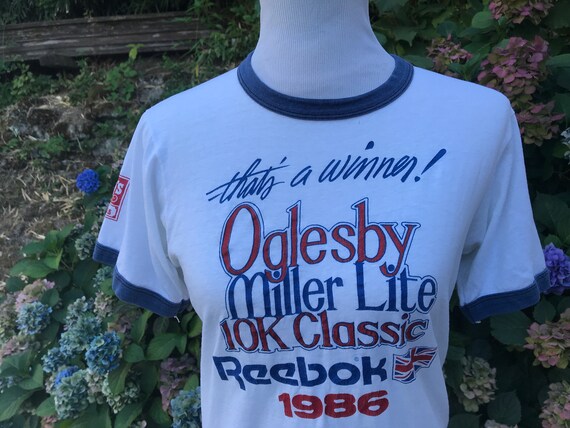 that's a winner!
Oglesby
Miller Lite
10K Classic
Reebok
1986